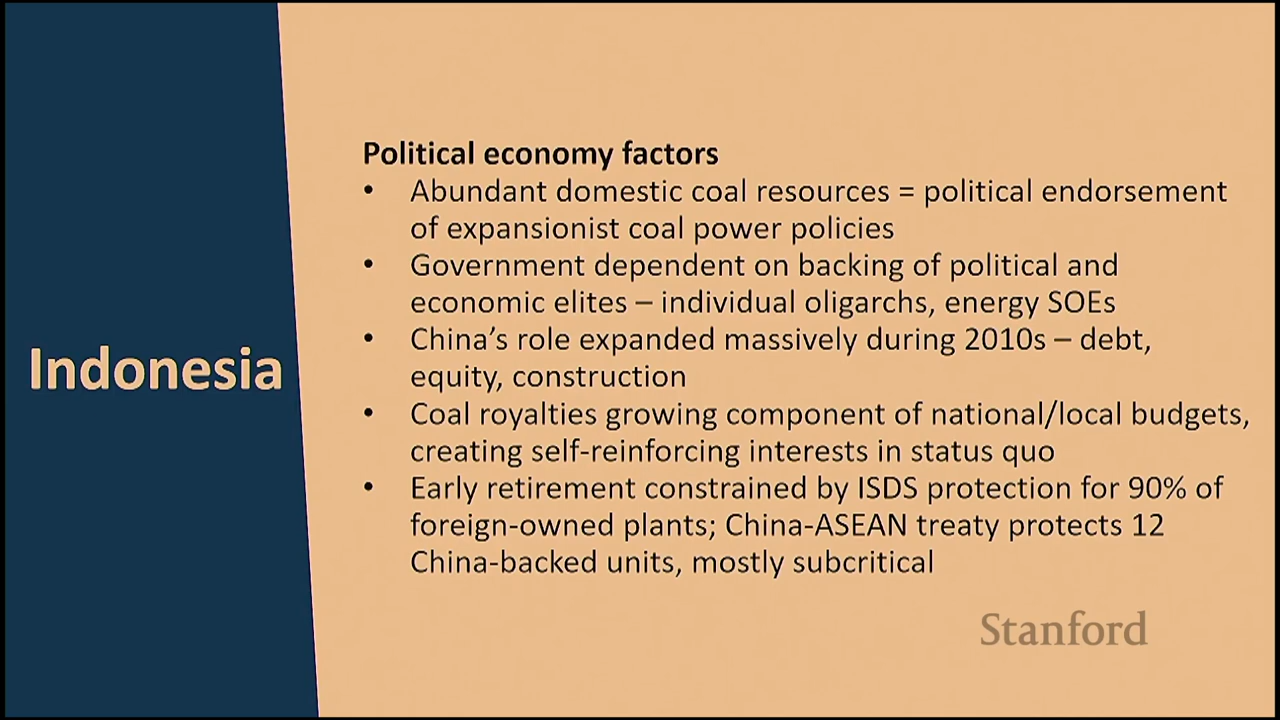 Indonesia
Political economy factors
• Abundant domestic coal resources = political endorsement
of expansionist coal power policies
• Government dependent on backing of political and
economic elites – individual oligarchs, energy SOEs
• China’s role expanded massively during 2010s – debt,
equity, construction
• Coal royalties growing component of national/local budgets,
creating self-reinforcing interests in status quo
• Early retirement constrained by ISDS protection for 90% of
foreign-owned plants; China-ASEAN treaty protects 12
China-backed units, mostly subcritical
Stanford